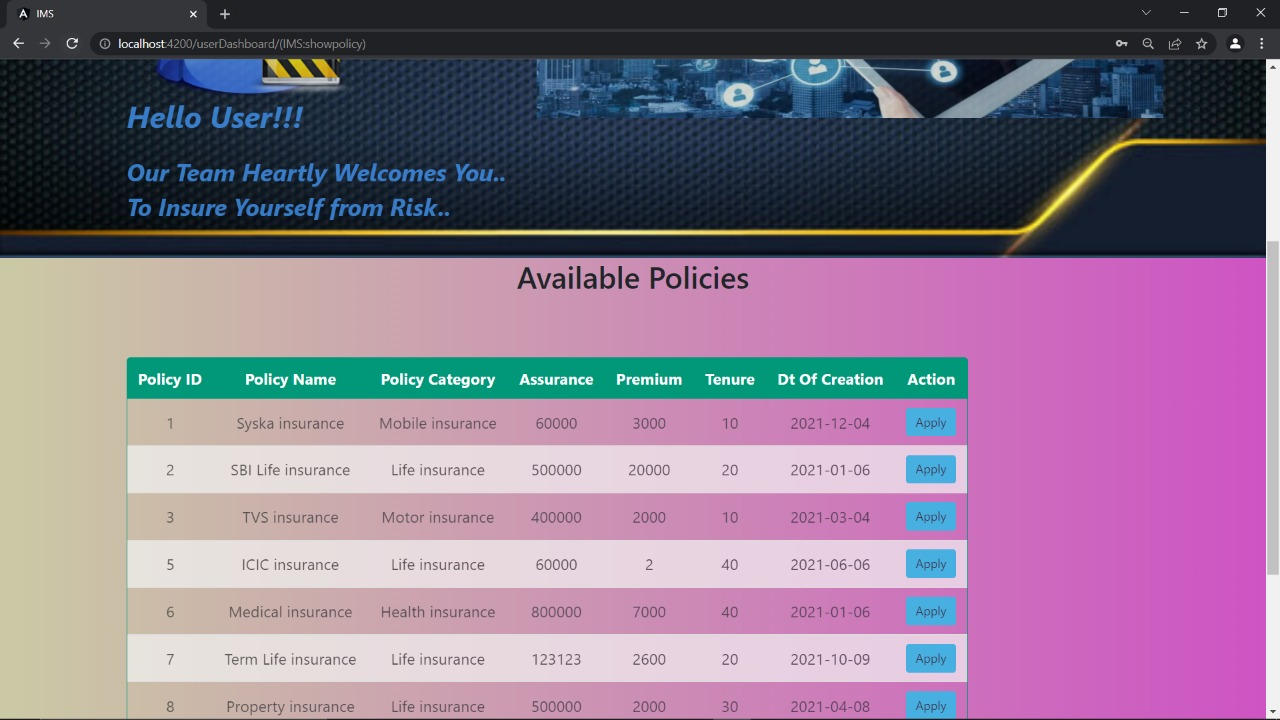 IMS
localhost:4200/userDashboard/(IMS:showpolicy)
Hello User!!!
Our Team Heartly Welcomes You..
To Insure Yourself from Risk..
Available Policies
Policy ID Policy Name Policy Category Assurance Premium Tenure Dt Of Creation Action
1 Syska insurance Mobile insurance 60000 3000 10 2021-12-04 Apply
2 SBI Life insurance Life insurance 500000 20000 20 2021-01-06 Apply
3 TVS insurance Motor insurance 400000 2000 10 2021-03-04 Apply
5 ICIC insurance Life insurance 60000 2 40 2021-06-06 Apply
6 Medical insurance Health insurance 800000 7000 40 2021-01-06 Apply
7 Term Life insurance Life insurance 123123 2600 20 2021-10-09 Apply
8 Property insurance Life insurance 500000 2000 30 2021-04-08 Apply